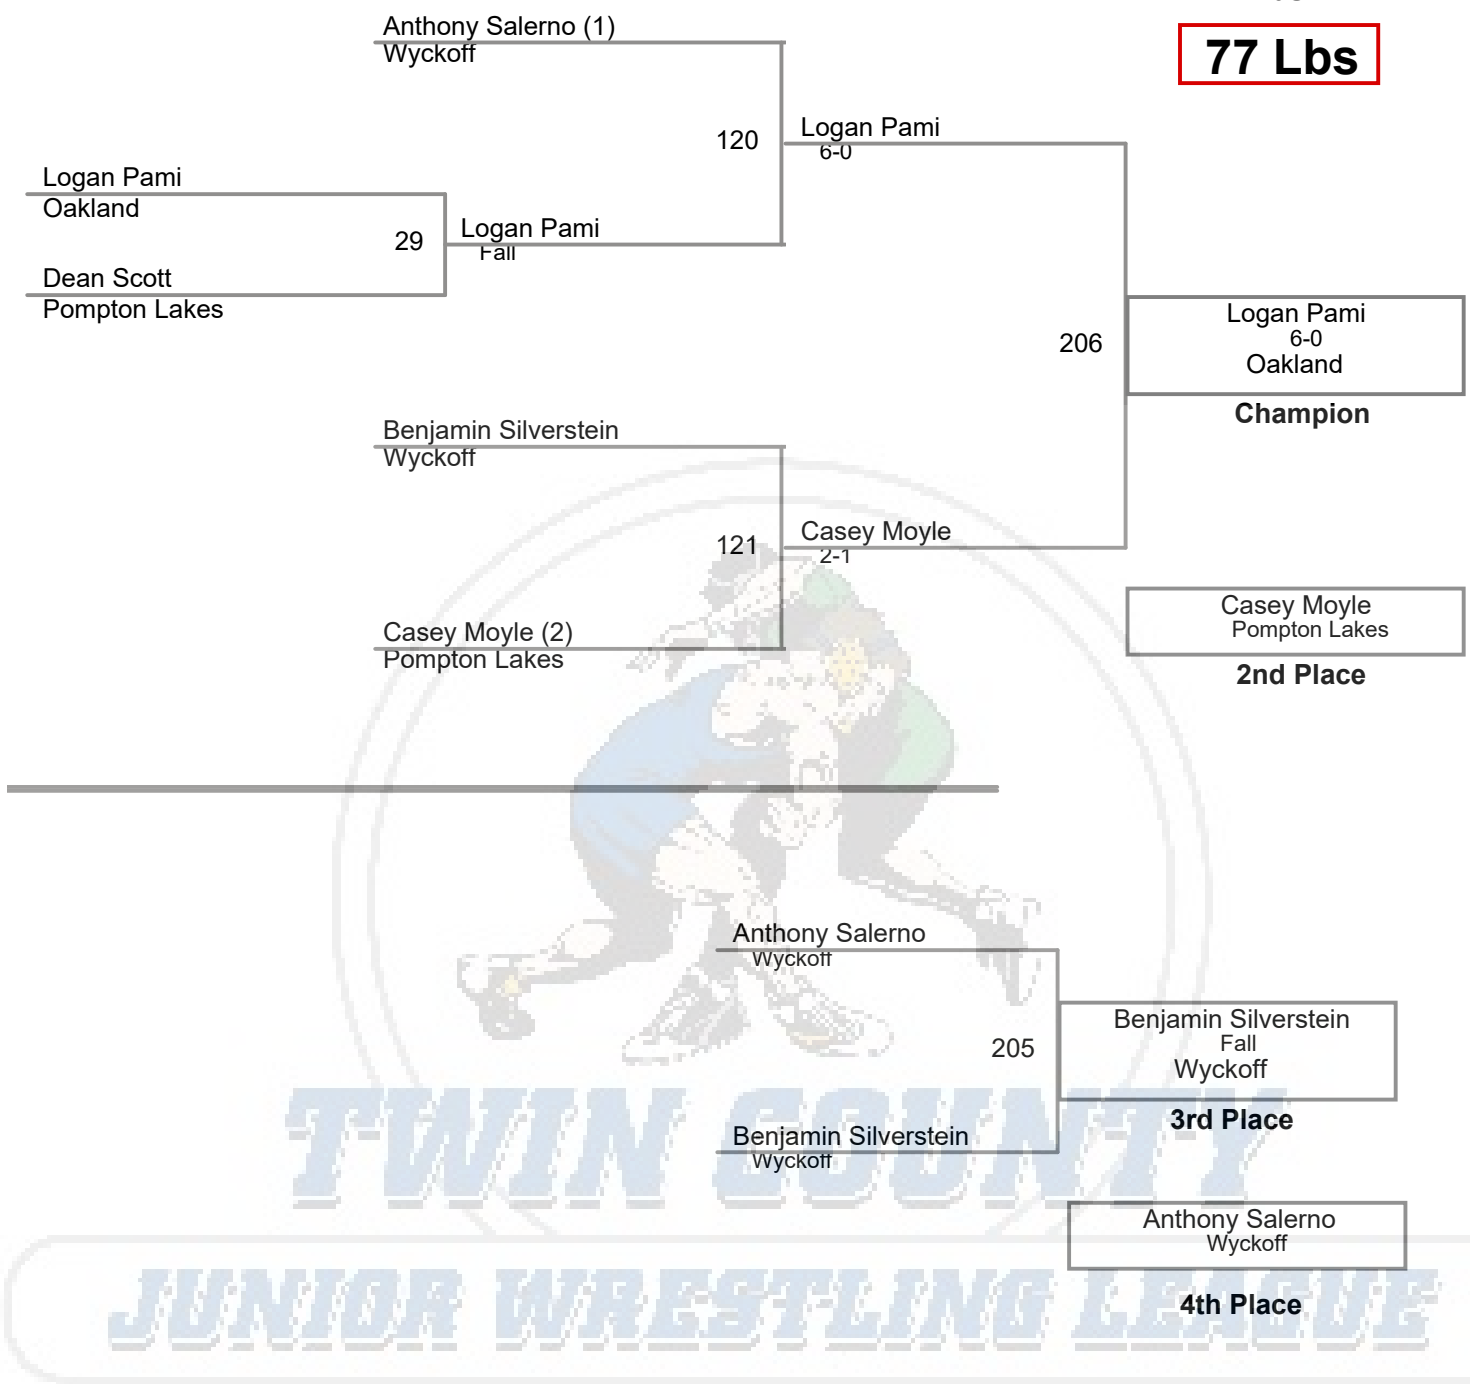 77 Lbs
Anthony Salerno (1)
Wyckoff
120
Logan Pami
6-0
Logan Pami
Oakland
29
Logan Pami
Fall
Dean Scott
Pompton Lakes
206
Logan Pami
6-0
Oakland
Champion
Benjamin Silverstein
Wyckoff
121
Casey Moyle
2-1
Casey Moyle (2)
Pompton Lakes
Casey Moyle
Pompton Lakes
2nd Place
Anthony Salerno
Wyckoff
205
Benjamin Silverstein
Fall
Wyckoff
3rd Place
Benjamin Silverstein
Wyckoff
TWIN COUNTY
Anthony Salerno
Wyckoff
4th Place
JUNIOR WRESTLING LEAGUE